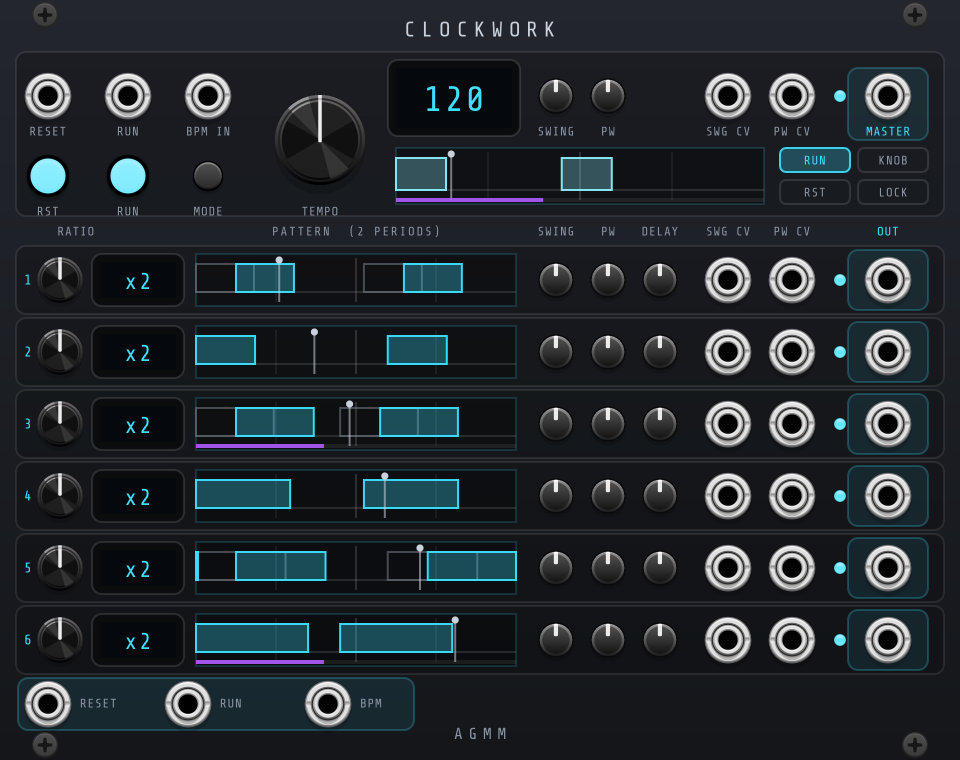 CLOCKWORK
RESET RUN BPM IN 120 SWING PW SWG CV PW CV MASTER
RUN KNOB
RST RUN MODE TEMPO RST LOCK
RATIO PATTERN (2 PERIODS) SWING PW DELAY SWG CV PW CV OUT
1 x2
2 x2
3 x2
4 x2
5 x2
6 x2
RESET RUN BPM
AGMM